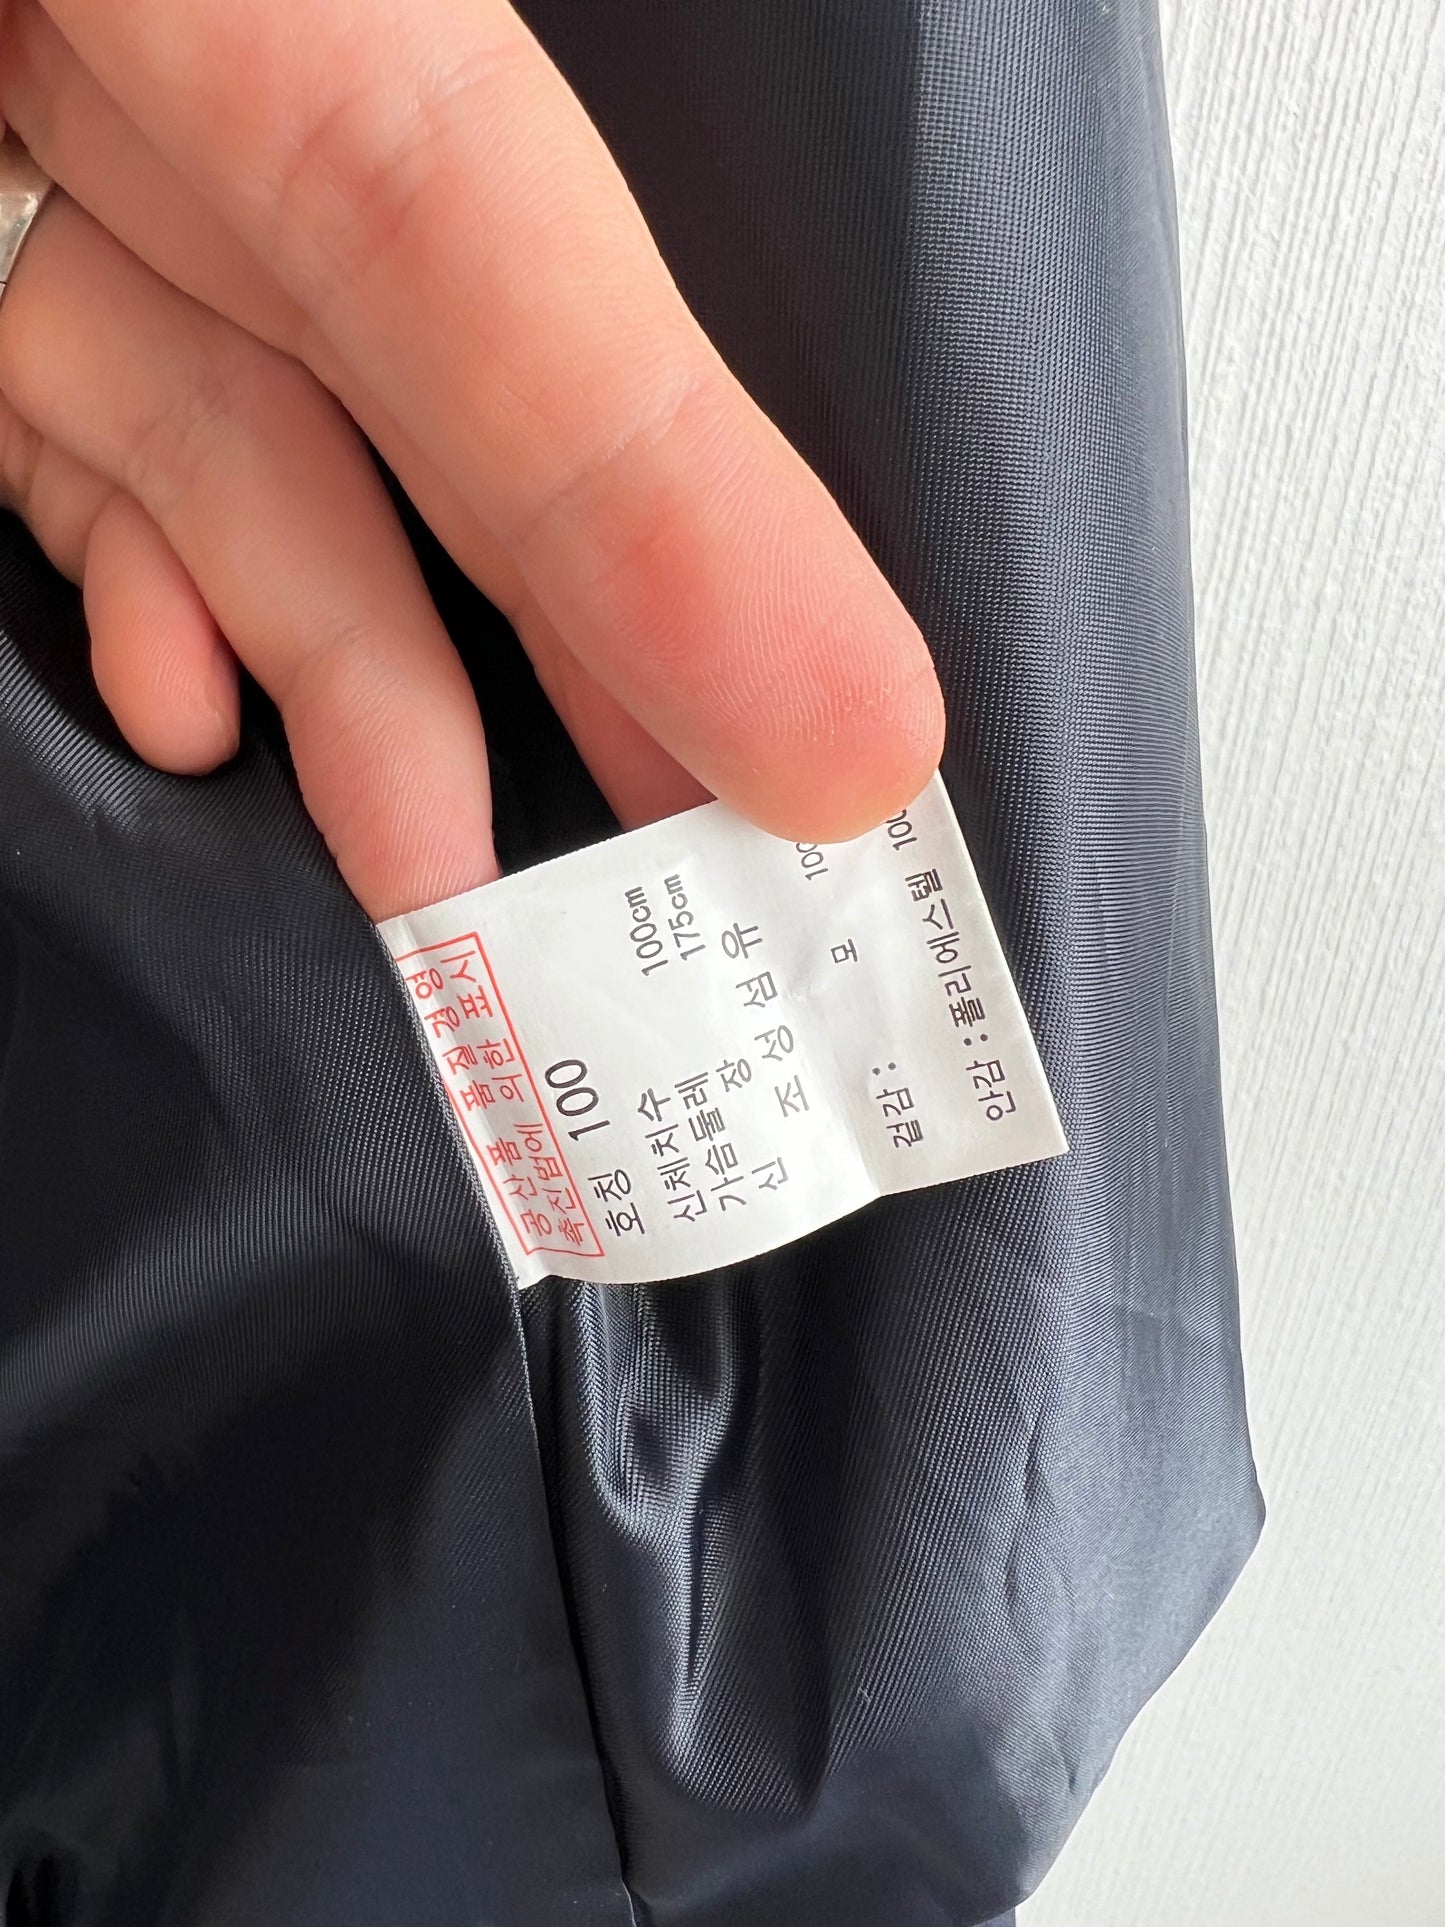 공산품 품질경영
촉진법에 의한 표시
호칭 100
신체치수
가슴둘레 100cm
신 장 175cm
조 성 섬 유
겉감 : 모
안감 : 폴리에스텔